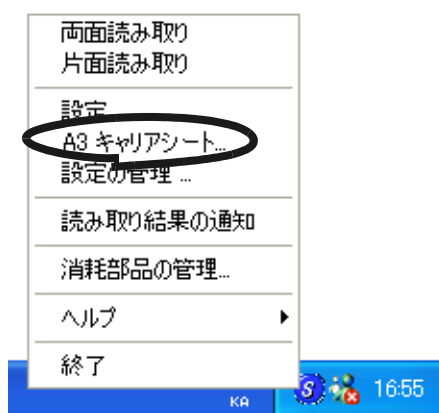 両面読み取り
片面読み取り
設定...
A3 キャリアシート...
設定の管理 ...
読み取り結果の通知
消耗部品の管理...
ヘルプ
終了
KA
S
16:55